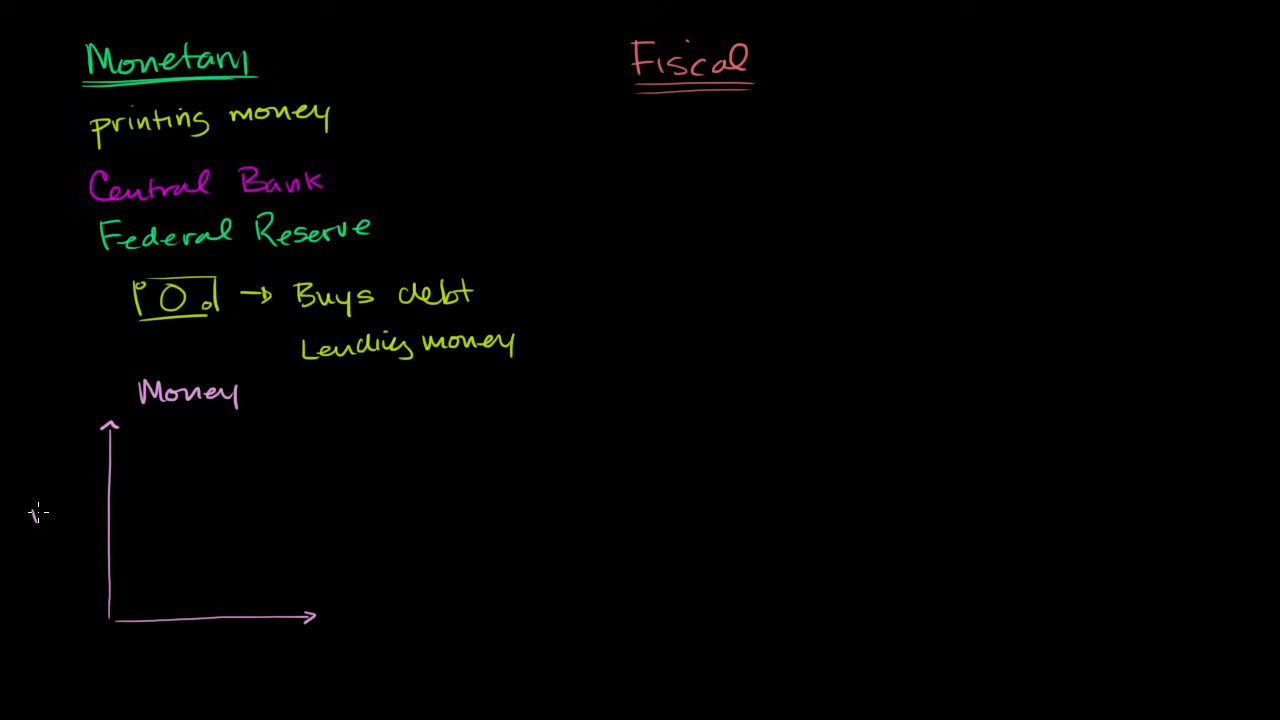 Monetary
Fiscal
printing money
Central Bank
Federal Reserve
→ Buys debt
Lending money
Money